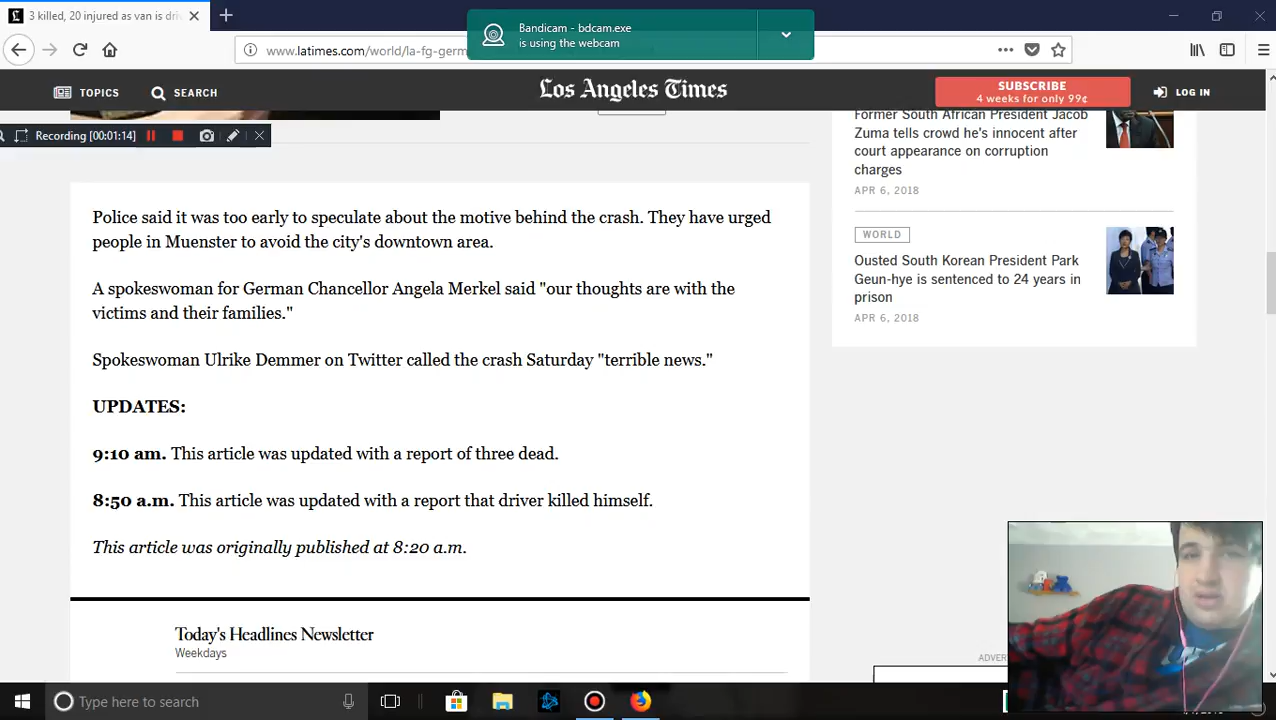 3 killed, 20 injured as van is dri
Bandicam - bdcam.exe
is using the webcam
www.latimes.com/world/la-fg-germ
TOPICS
SEARCH
Los Angeles Times
SUBSCRIBE
4 weeks for only 99¢
LOG IN
Recording [00:01:14]
Former South African President Jacob
Zuma tells crowd he's innocent after
court appearance on corruption
charges
APR 6, 2018
WORLD
Ousted South Korean President Park
Geun-hye is sentenced to 24 years in
prison
APR 6, 2018
Police said it was too early to speculate about the motive behind the crash. They have urged
people in Muenster to avoid the city's downtown area.
A spokeswoman for German Chancellor Angela Merkel said "our thoughts are with the
victims and their families."
Spokeswoman Ulrike Demmer on Twitter called the crash Saturday "terrible news."
UPDATES:
9:10 am. This article was updated with a report of three dead.
8:50 a.m. This article was updated with a report that driver killed himself.
This article was originally published at 8:20 a.m.
Today's Headlines Newsletter
Weekdays
ADVER
Type here to search